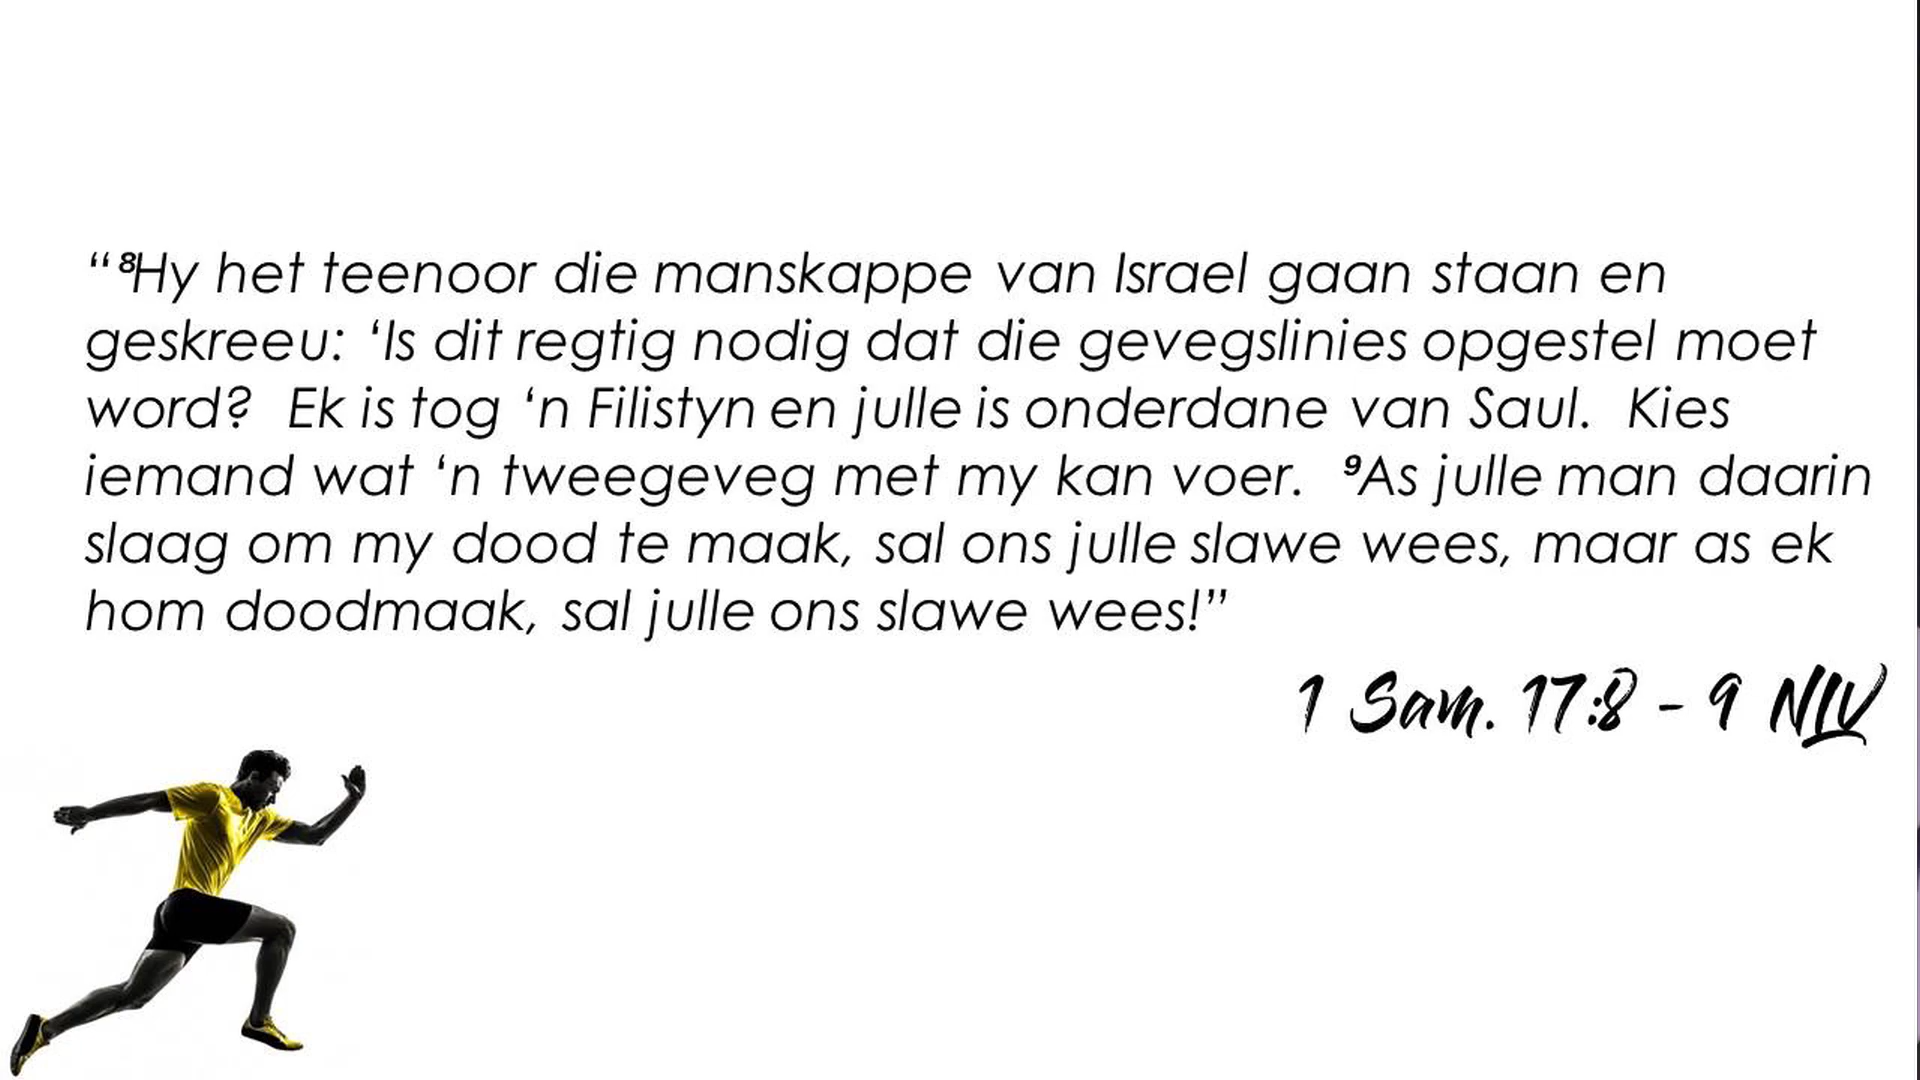 “⁸Hy het teenoor die manskappe van Israel gaan staan en
geskreeu: ‘Is dit regtig nodig dat die gevegslinies opgestel moet
word?  Ek is tog ‘n Filistyn en julle is onderdane van Saul.  Kies
iemand wat ‘n tweegeveg met my kan voer.  ⁹As julle man daarin
slaag om my dood te maak, sal ons julle slawe wees, maar as ek
hom doodmaak, sal julle ons slawe wees!”
1 Sam. 17:8 - 9 NLV